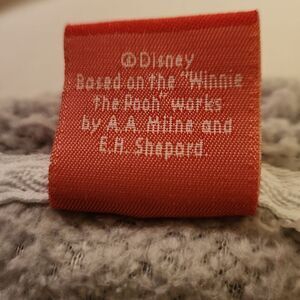 ©Disney
Based on the "Winnie
the Pooh" works
by A.A. Milne and
E.H. Shepard.